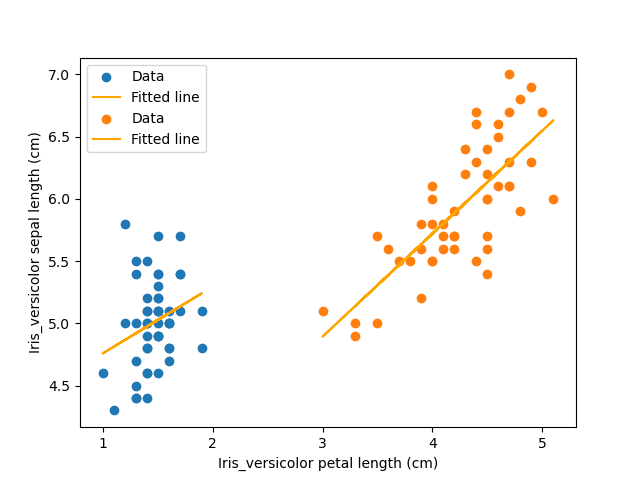 Data
Fitted line
Data
Fitted line
7.0
6.5
6.0
5.5
5.0
4.5
Iris_versicolor sepal length (cm)
1 2 3 4 5
Iris_versicolor petal length (cm)